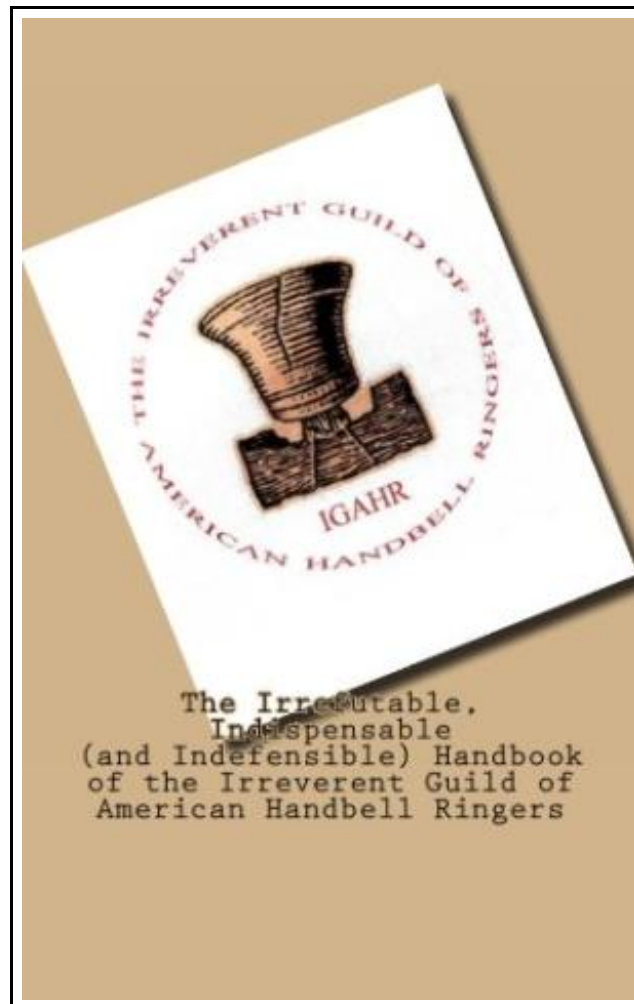 THE IRREVERENT GUILD OF
AMERICAN HANDBELL RINGERS
IGAHR
The Irrefutable,
Indispensable
(and Indefensible) Handbook
of the Irreverent Guild of
American Handbell Ringers